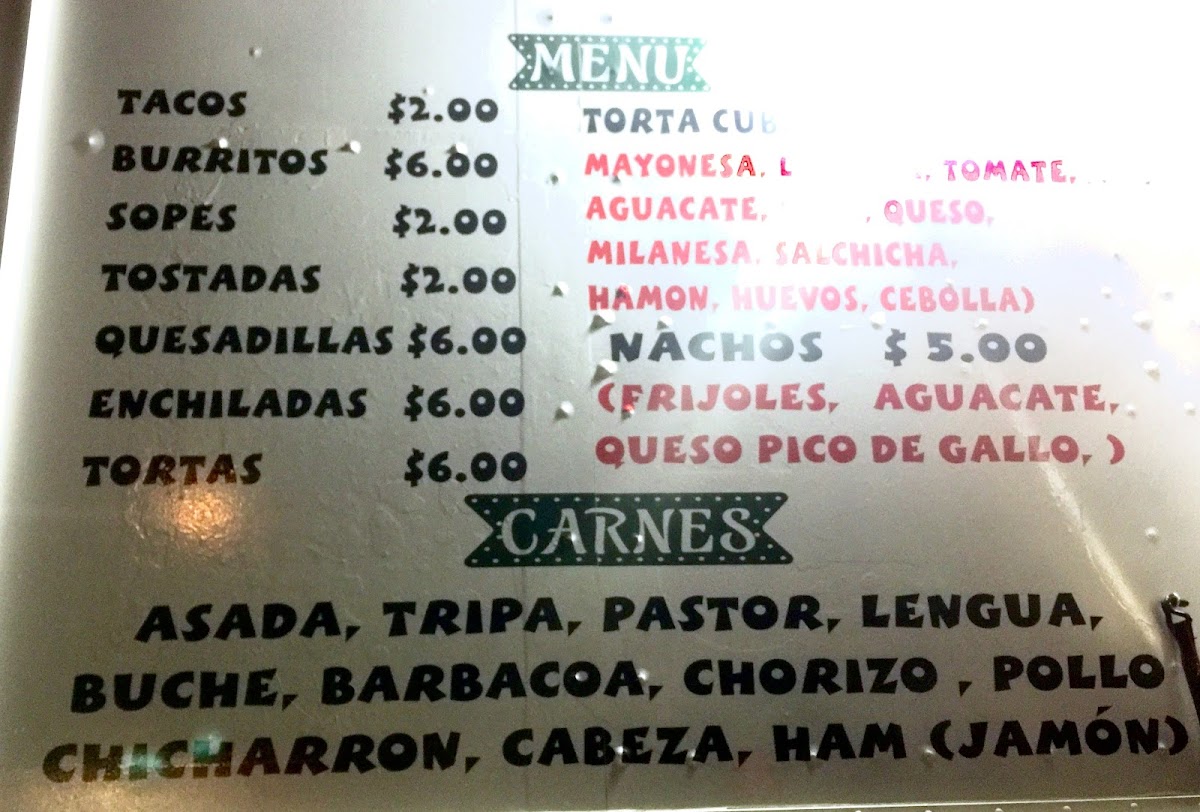 MENU
TACOS $2.00
BURRITOS $6.00
SOPES $2.00
TOSTADAS $2.00
QUESADILLAS $6.00
ENCHILADAS $6.00
TORTAS $6.00
TORTA
MAYONESA, TOMATE,
AGUACATE, QUESO,
MILANESA, SALCHICHA,
HAMON, HUEVOS, CEBOLLA)
NACHOS $ 5.00
(FRIJOLES, AGUACATE,
QUESO PICO DE GALLO, )
CARNES
ASADA, TRIPA, PASTOR, LENGUA,
BUCHE, BARBACOA, CHORIZO , POLLO
CHICHARRON, CABEZA, HAM (JAMÓN)